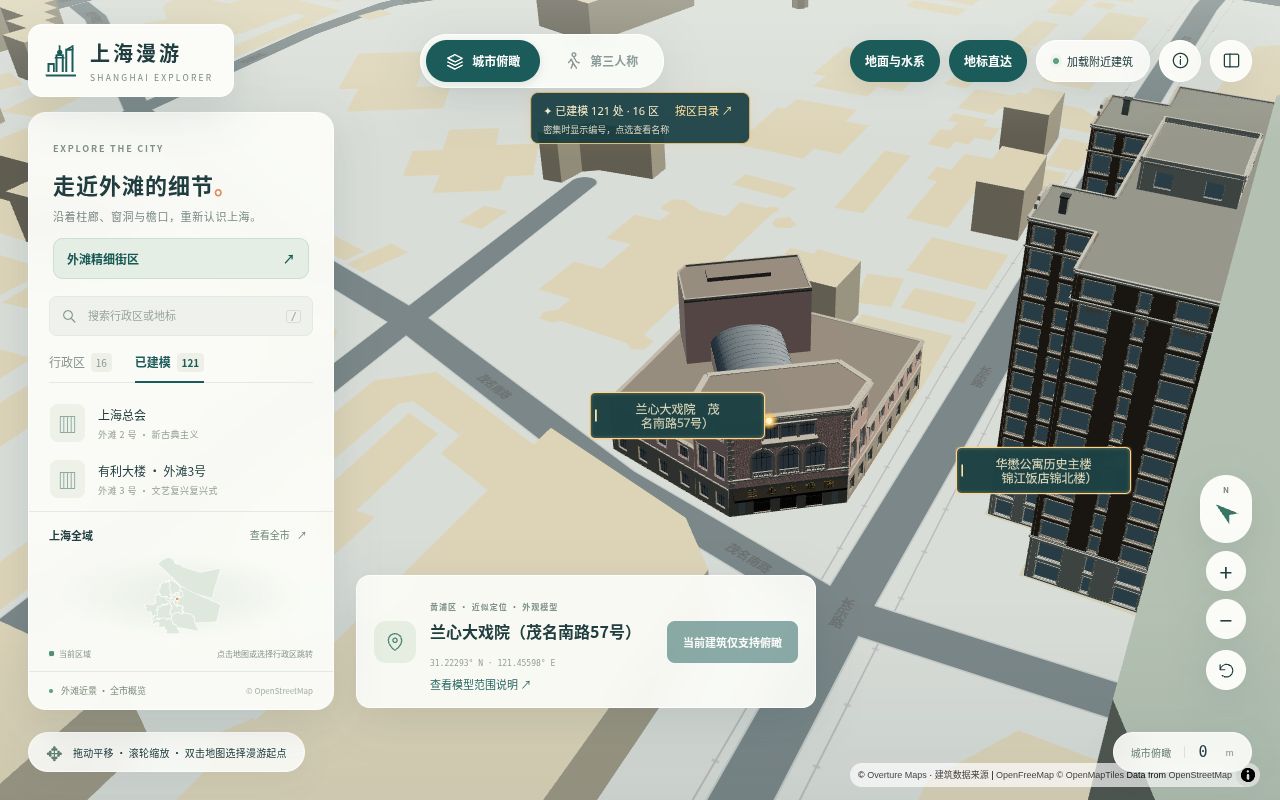 上海漫游
SHANGHAI EXPLORER
城市俯瞰
第三人称
地面与水系
地标直达
加载附近建筑
✦ 已建模 121 处 · 16 区 按区目录 ↗
密集时显示编号，点选查看名称
EXPLORE THE CITY
走近外滩的细节。
沿着柱廊、窗洞与檐口，重新认识上海。
外滩精细街区 ↗
搜索行政区或地标 /
行政区 16 已建模 121
上海总会
外滩 2 号 · 新古典主义
有利大楼 · 外滩3号
外滩 3 号 · 文艺复兴复兴式
上海全域 查看全市 ↗
当前区域 点击地图或选择行政区跳转
外滩近景 · 全市概览 © OpenStreetMap
拖动平移 · 滚轮缩放 · 双击地图选择漫游起点
兰心大戏院 茂
名南路57号）
华懋公寓历史主楼
锦江饭店锦北楼）
茂名南路
黄浦区 · 近似定位 · 外观模型
兰心大戏院（茂名南路57号）
31.22293° N · 121.45598° E
查看模型范围说明 ↗
当前建筑仅支持俯瞰
N
+
−
城市俯瞰 0 m
© Overture Maps · 建筑数据来源 | OpenFreeMap © OpenMapTiles Data from OpenStreetMap